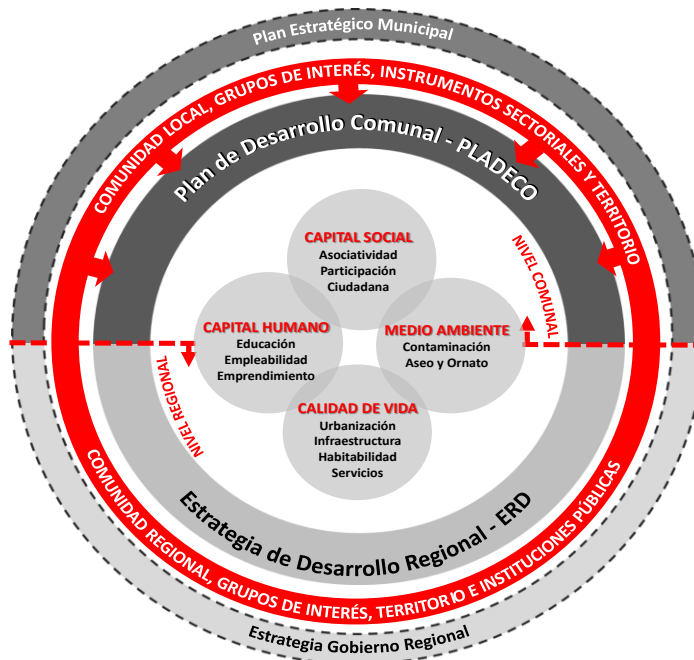 Plan Estratégico Municipal
COMUNIDAD LOCAL, GRUPOS DE INTERÉS, INSTRUMENTOS SECTORIALES Y TERRITORIO
Plan de Desarrollo Comunal - PLADECO
CAPITAL SOCIAL
Asociatividad
Participación
Ciudadana
NIVEL COMUNAL
CAPITAL HUMANO
Educación
Empleabilidad
Emprendimiento
MEDIO AMBIENTE
Contaminación
Aseo y Ornato
NIVEL REGIONAL
CALIDAD DE VIDA
Urbanización
Infraestructura
Habitabilidad
Servicios
Estrategia de Desarrollo Regional - ERD
COMUNIDAD REGIONAL, GRUPOS DE INTERÉS, TERRITORIO E INSTITUCIONES PÚBLICAS
Estrategia Gobierno Regional